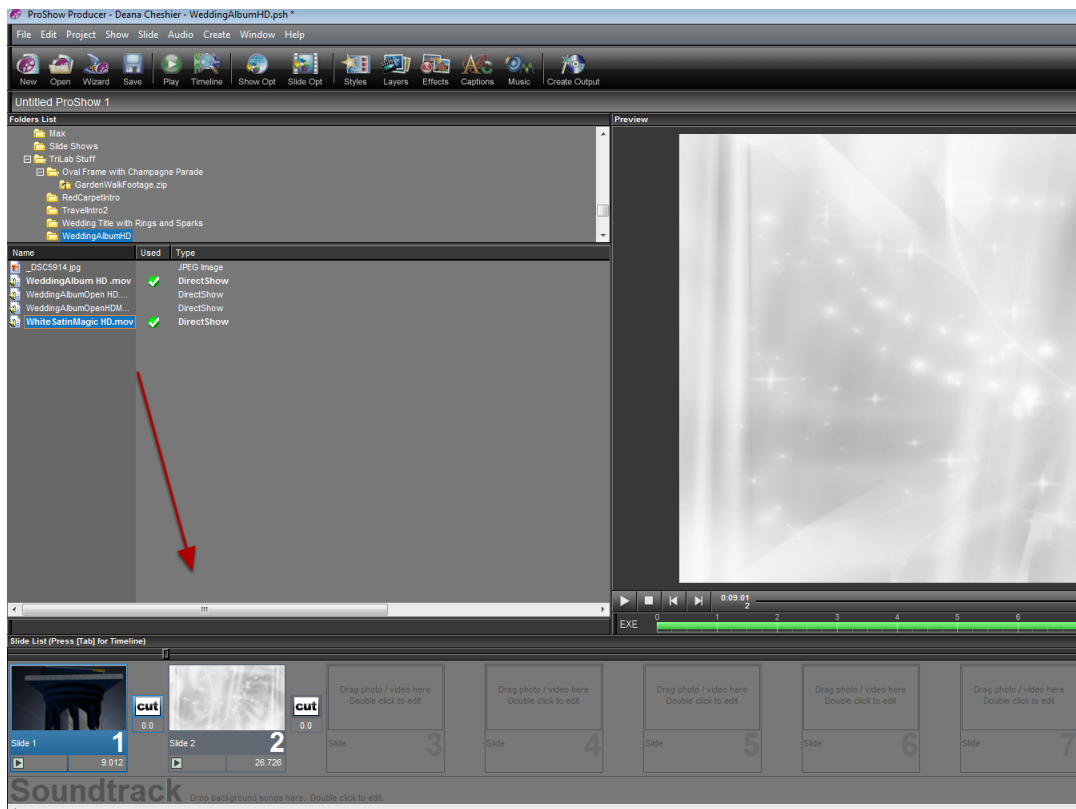 ProShow Producer - Deana Cheshier - WeddingAlbumHD.psh *
File Edit Project Show Slide Audio Create Window Help
New Open Wizard Save Play Timeline Show Opt Slide Opt Styles Layers Effects Captions Music Create Output
Untitled ProShow 1
Folders List
Max
Slide Shows
TriLab Stuff
Oval Frame with Champagne Parade
GardenWalkFootage.zip
RedCarpetIntro
TravelIntro2
Wedding Title with Rings and Sparks
WeddingAlbumHD
Name Used Type
_DSC5914.jpg JPEG Image
WeddingAlbum HD .mov DirectShow
WeddingAlbumOpen HD.... DirectShow
WeddingAlbumOpenHDM... DirectShow
WhiteSatinMagic HD.mov DirectShow
Preview
0:09.01
2
EXE 0 1 2 3 4 5 6
Slide List (Press [Tab] for Timeline)
Slide 1 1
9.012
cut
0.0
Slide 2 2
26.726
cut
0.0
Drag photo / video here
Double click to edit
Slide 3
Drag photo / video here
Double click to edit
Slide 4
Drag photo / video here
Double click to edit
Slide 5
Drag photo / video here
Double click to edit
Slide 6
Drag photo / video here
Double click to edit
Slide 7
Soundtrack Drop background songs here. Double click to edit.